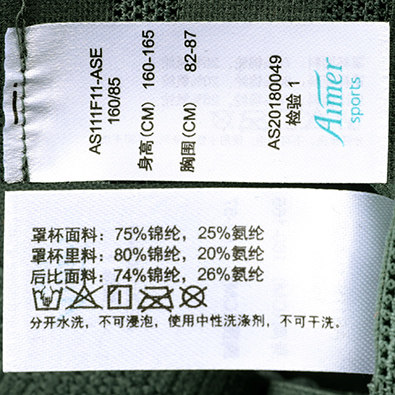 AS111F11-ASE
160/85
身高(CM) 160-165
胸围(CM) 82-87
AS20180049
检验 1
Aimer
sports
罩杯面料：75%锦纶，25%氨纶
罩杯里料：80%锦纶，20%氨纶
后比面料：74%锦纶，26%氨纶
分开水洗，不可浸泡，使用中性洗涤剂，不可干洗。